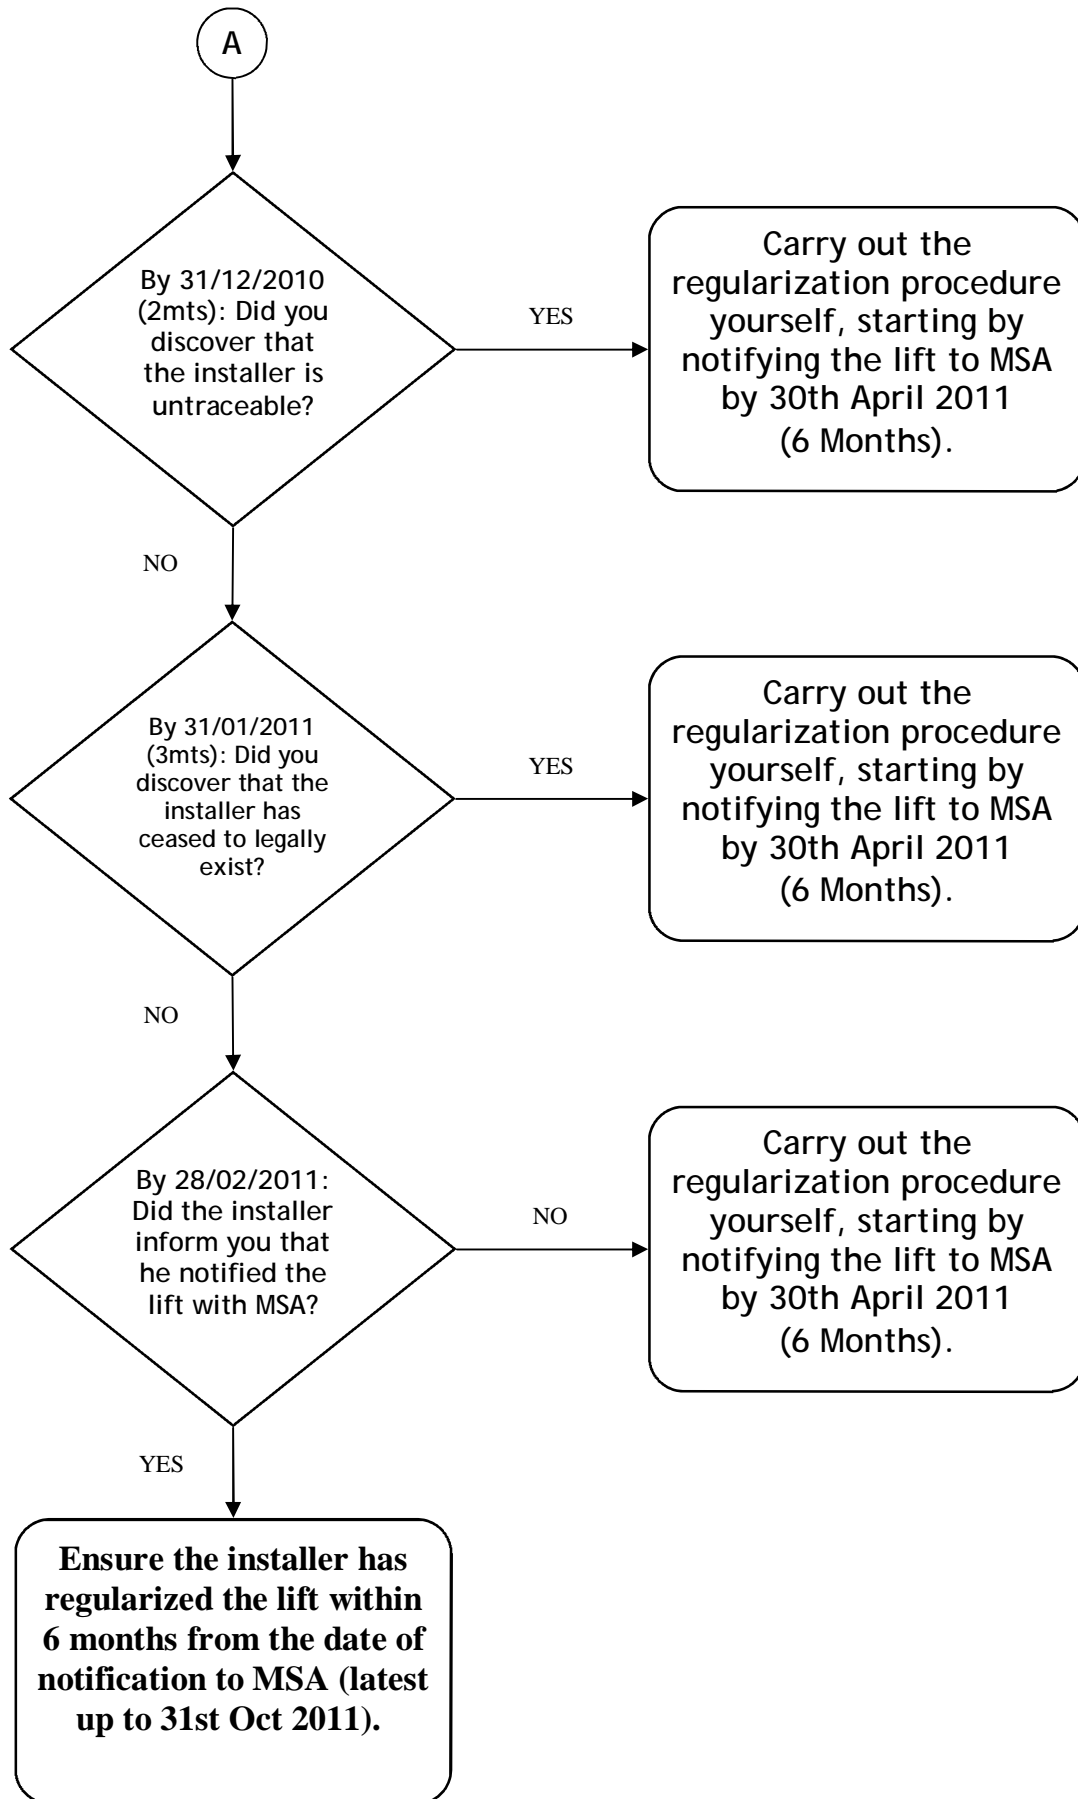 A
By 31/12/2010
(2mts): Did you
discover that
the installer is
untraceable?
YES
Carry out the
regularization procedure
yourself, starting by
notifying the lift to MSA
by 30th April 2011
(6 Months).
NO
By 31/01/2011
(3mts): Did you
discover that the
installer has
ceased to legally
exist?
YES
Carry out the
regularization procedure
yourself, starting by
notifying the lift to MSA
by 30th April 2011
(6 Months).
NO
By 28/02/2011:
Did the installer
inform you that
he notified the
lift with MSA?
NO
Carry out the
regularization procedure
yourself, starting by
notifying the lift to MSA
by 30th April 2011
(6 Months).
YES
Ensure the installer has
regularized the lift within
6 months from the date of
notification to MSA (latest
up to 31st Oct 2011).